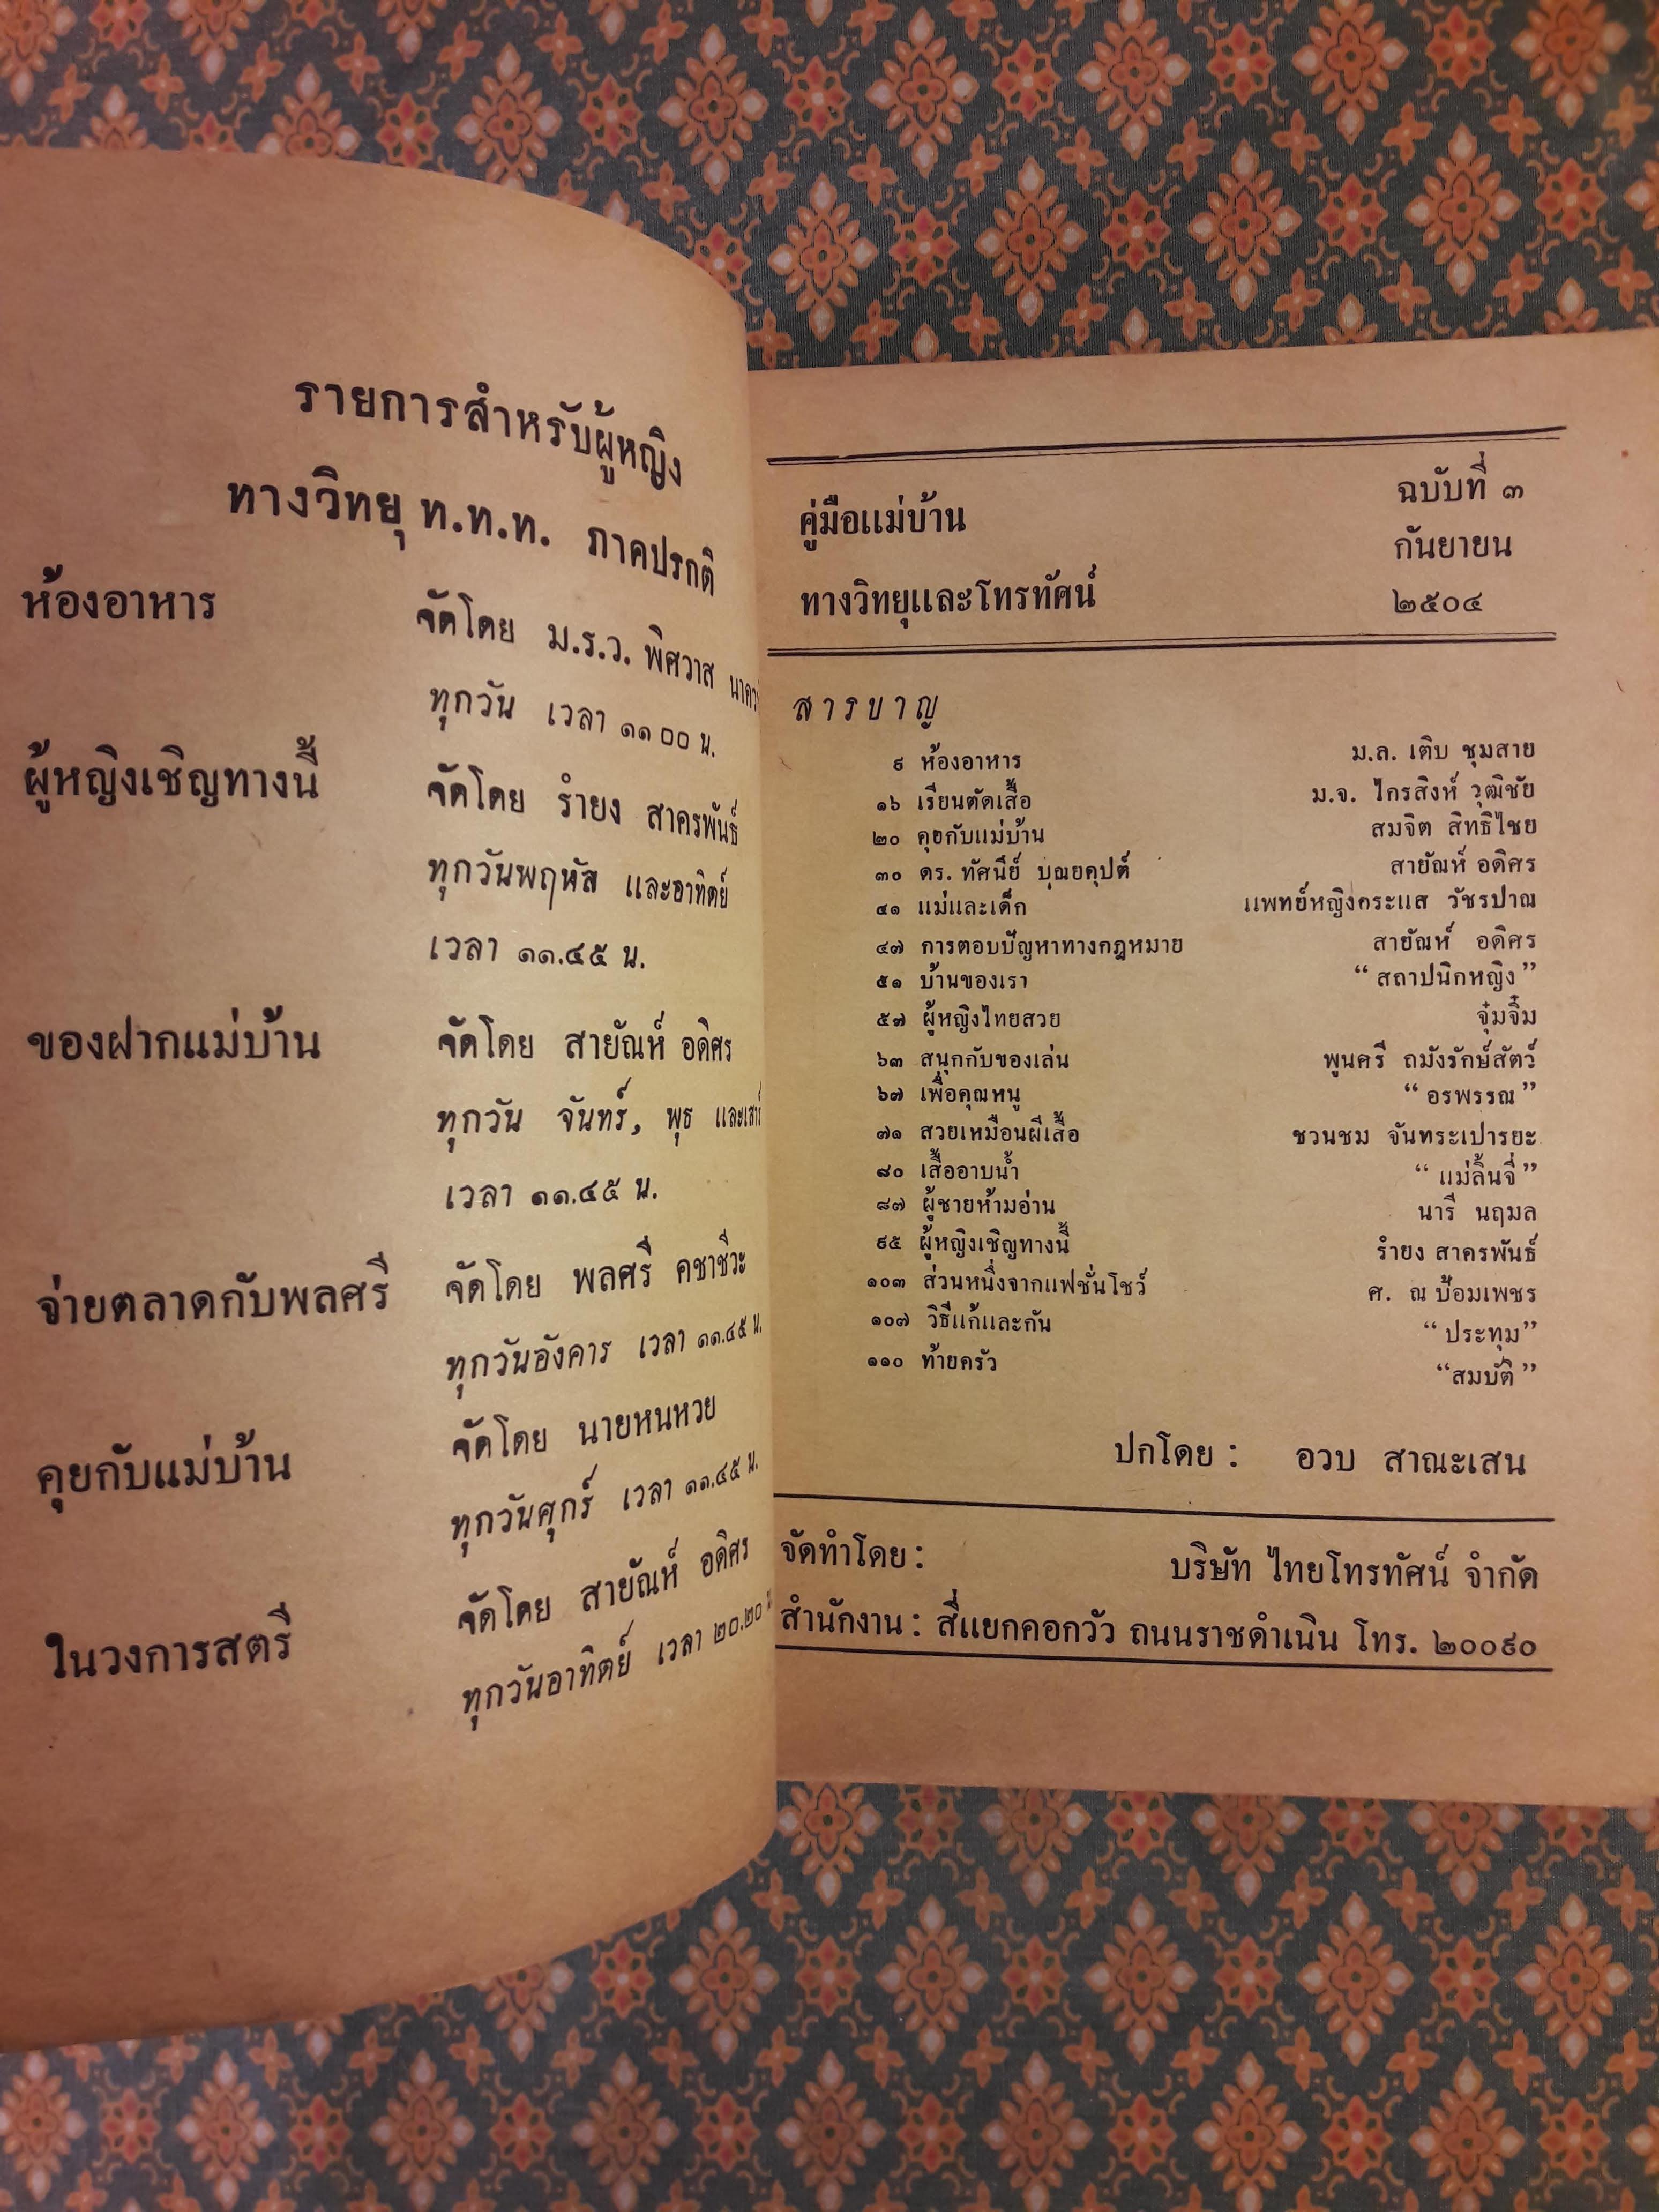 รายการสำหรับผู้หญิง
ทางวิทยุ ท.ท.ท. ภาคปรกติ
ห้องอาหาร จัดโดย ม.ร.ว. พิศวาส
ทุกวัน เวลา ๑๑ ๐๐ น.
ผู้หญิงเชิญทางนี้ จัดโดย รำยง สาครพันธ์
ทุกวันพฤหัส และอาทิตย์
เวลา ๑๑.๔๕ น.
ของฝากแม่บ้าน จัดโดย สายัณห์ อดิศร
ทุกวัน จันทร์, พุธ
เวลา ๑๑.๔๕ น.
จ่ายตลาดกับพลศรี จัดโดย พลศรี คชาชีวะ
ทุกวันอังคาร เวลา ๑๑.๔๕ น.
คุยกับแม่บ้าน จัดโดย นายหนหวย
ทุกวันศุกร์ เวลา ๑๑.๔๕ น.
ในวงการสตรี จัดโดย สายัณห์ อดิศร
ทุกวันอาทิตย์ เวลา ๒๐.๒๐
คู่มือแม่บ้าน
ทางวิทยุและโทรทัศน์
ฉบับที่ ๓
กันยายน
๒๕๐๔
สารบาญ
๙ ห้องอาหาร ม.ล. เติบ ชุมสาย
๑๖ เรียนตัดเสื้อ ม.จ. ไกรสิงห์ วุฒิชัย
๒๐ คุยกับแม่บ้าน สมจิต สิทธิไชย
๓๐ ดร. ทัศนีย์ บุณยคุปต์ สายัณห์ อดิศร
๔๑ แม่และเด็ก แพทย์หญิงกระแส วัชรปาณ
๔๗ การตอบปัญหาทางกฎหมาย สายัณห์ อดิศร
๕๑ บ้านของเรา “สถาปนิกหญิง”
๕๗ ผู้หญิงไทยสวย จุ๋มจิ๋ม
๖๓ สนุกกับของเล่น พูนศรี ถมังรักษ์สัตว์
๖๗ เพื่อคุณหนู “อรพรรณ”
๗๑ สวยเหมือนผีเสื้อ ชวนชม จันทระเปารยะ
๘๐ เสื้ออาบน้ำ “แม่ลิ้นจี่”
๘๗ ผู้ชายห้ามอ่าน นารี นฤมล
๙๕ ผู้หญิงเชิญทางนี้ รำยง สาครพันธ์
๑๐๓ ส่วนหนึ่งจากแฟชั่นโชว์ ศ. ณ ป้อมเพชร
๑๐๗ วิธีแก้และกัน “ประทุม”
๑๑๐ ท้ายครัว “สมบัติ”
ปกโดย : อวบ สาณะเสน
จัดทำโดย : บริษัท ไทยโทรทัศน์ จำกัด
สำนักงาน : สี่แยกคอกวัว ถนนราชดำเนิน โทร. ๒๐๐๙๐